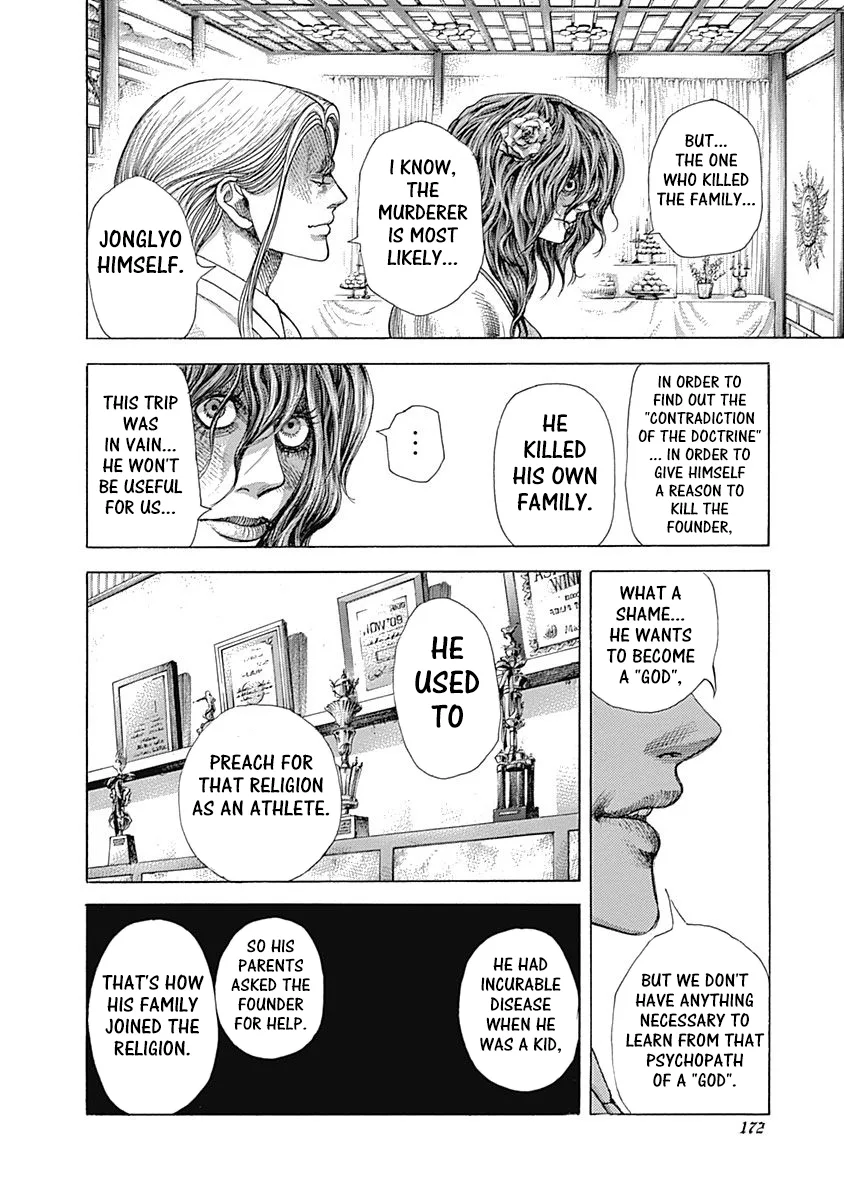 BUT...
THE ONE
WHO KILLED
THE FAMILY...
I KNOW,
THE
MURDERER
IS MOST
LIKELY...
JONGLYO
HIMSELF.
IN ORDER TO
FIND OUT THE
"CONTRADICTION
OF THE DOCTRINE"
... IN ORDER TO
GIVE HIMSELF
A REASON TO
KILL THE
FOUNDER,
HE
KILLED
HIS OWN
FAMILY.
...
THIS TRIP
WAS
IN VAIN...
HE WON'T
BE USEFUL
FOR US...
WHAT A
SHAME...
HE WANTS
TO BECOME
A "GOD",
BUT WE DON'T
HAVE ANYTHING
NECESSARY TO
LEARN FROM THAT
PSYCHOPATH
OF A "GOD".
HE
USED
TO
PREACH FOR
THAT RELIGION
AS AN ATHLETE.
HE HAD
INCURABLE
DISEASE
WHEN HE
WAS A KID,
SO HIS
PARENTS
ASKED THE
FOUNDER
FOR HELP.
THAT'S HOW
HIS FAMILY
JOINED THE
RELIGION.
172